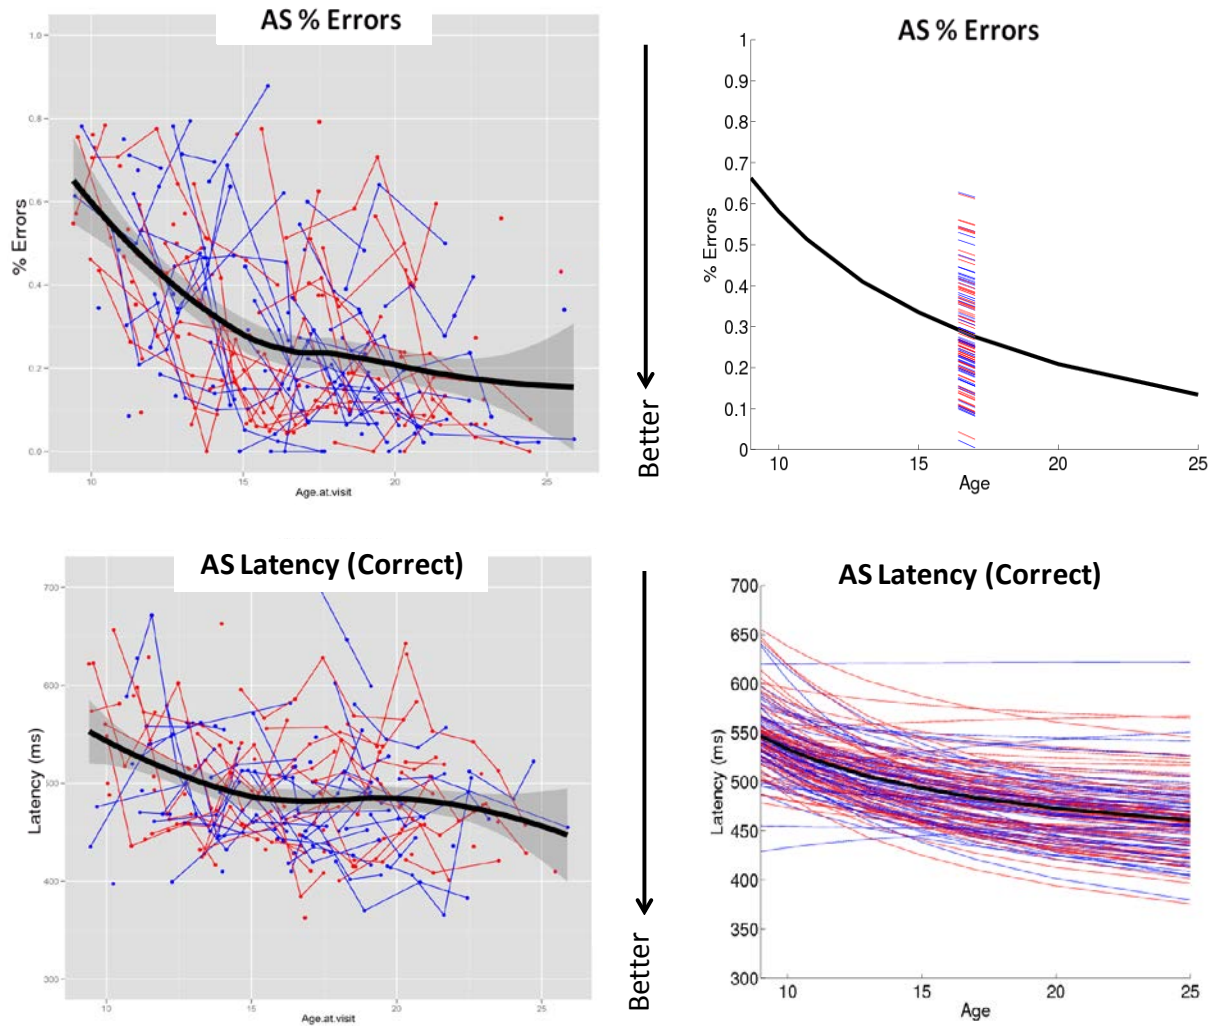 AS % Errors
1.0
0.8
0.6
0.4
0.2
0.0
% Errors
10 15 20 25
Age.at.visit
Better
AS % Errors
1
0.9
0.8
0.7
0.6
0.5
0.4
0.3
0.2
0.1
0
% Errors
10 15 20 25
Age
AS Latency (Correct)
700
600
500
400
300
Latency (ms)
10 15 20 25
Age.at.visit
Better
AS Latency (Correct)
700
650
600
550
500
450
400
350
300
Latency (ms)
10 15 20 25
Age